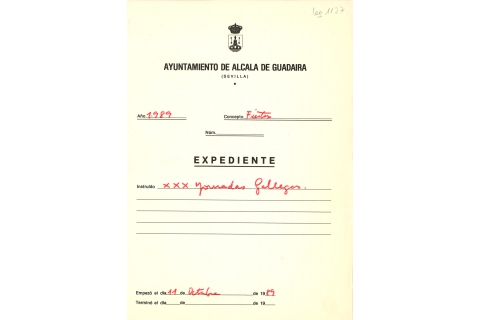 leg 1127
AYUNTAMIENTO DE ALCALA DE GUADAIRA
(SEVILLA)
Año 1989 Concepto Fiestas
Núm.
EXPEDIENTE
Instruído XXX Jornadas Gallegas.
Empezó el día 11 de Octubre de 1989
Terminó el día de de 19